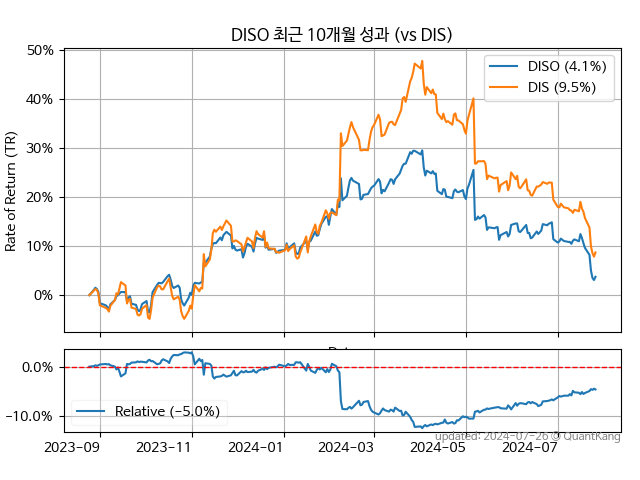 DISO 최근 10개월 성과 (vs DIS)
Rate of Return (TR)
50%
40%
30%
20%
10%
0%
DISO (4.1%)
DIS (9.5%)
0.0%
−10.0%
Relative (−5.0%)
2023−09
2023−11
2024−01
2024−03
2024−05
2024−07
updated: 2024−07−26 © QuantKang